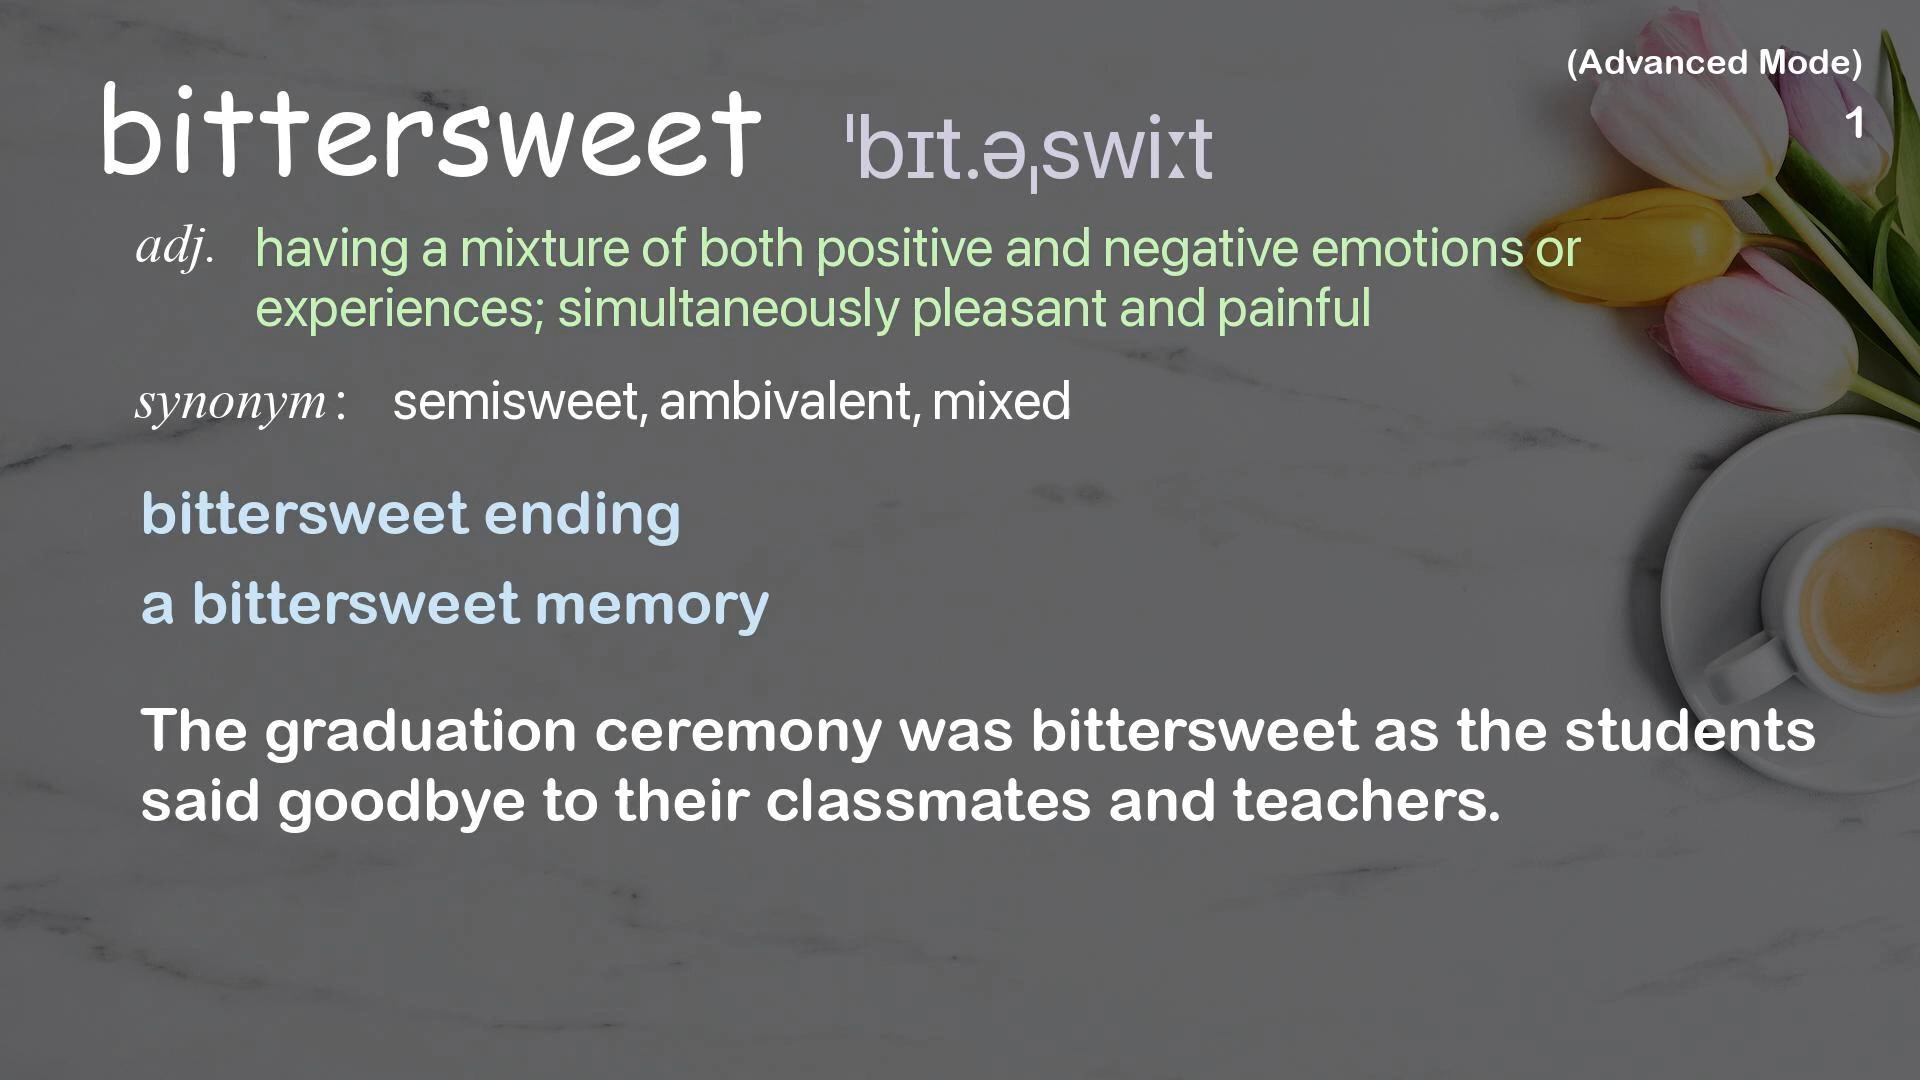 (Advanced Mode)
1
bittersweet ˈbɪt.əˌswiːt
adj. having a mixture of both positive and negative emotions or
experiences; simultaneously pleasant and painful
synonym : semisweet, ambivalent, mixed
bittersweet ending
a bittersweet memory
The graduation ceremony was bittersweet as the students
said goodbye to their classmates and teachers.